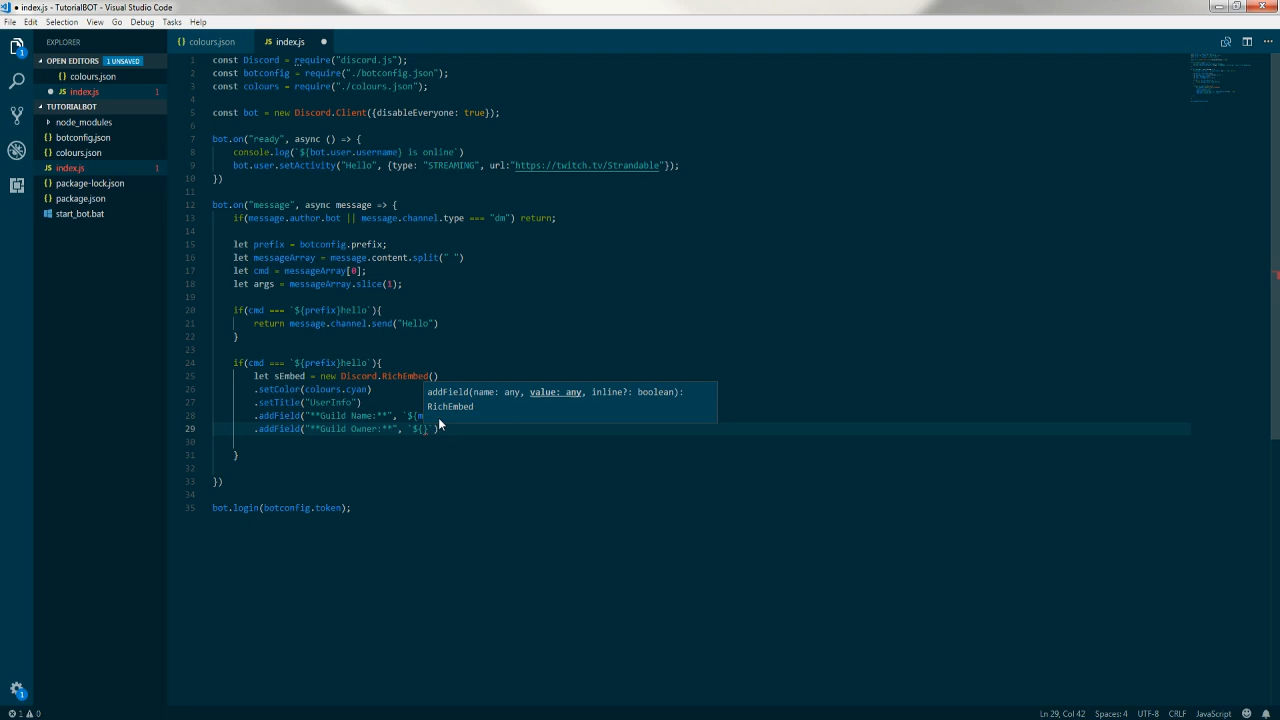 • index.js - TutorialBOT - Visual Studio Code
File Edit Selection View Go Debug Tasks Help
EXPLORER
OPEN EDITORS 1 UNSAVED
{} colours.json
● JS index.js 1
TUTORIALBOT
node_modules
{} botconfig.json
{} colours.json
JS index.js 1
{} package-lock.json
{} package.json
start_bot.bat
{} colours.json JS index.js ●
1 const Discord = require("discord.js");
2 const botconfig = require("./botconfig.json");
3 const colours = require("./colours.json");
4
5 const bot = new Discord.Client({disableEveryone: true});
6
7 bot.on("ready", async () => {
8 console.log(`${bot.user.username} is online`)
9 bot.user.setActivity("Hello", {type: "STREAMING", url:"https://twitch.tv/Strandable"});
10 })
11
12 bot.on("message", async message => {
13 if(message.author.bot || message.channel.type === "dm") return;
14
15 let prefix = botconfig.prefix;
16 let messageArray = message.content.split(" ")
17 let cmd = messageArray[0];
18 let args = messageArray.slice(1);
19
20 if(cmd === `${prefix}hello`){
21 return message.channel.send("Hello")
22 }
23
24 if(cmd === `${prefix}hello`){
25 let sEmbed = new Discord.RichEmbed()
26 .setColor(colours.cyan)
27 .setTitle("UserInfo")
28 .addField("**Guild Name:**", `${m
29 .addField("**Guild Owner:**", `${}`)
30
31 }
32
33 })
34
35 bot.login(botconfig.token);
addField(name: any, value: any, inline?: boolean):
RichEmbed
1
1
1 0
Ln 29, Col 42 Spaces: 4 UTF-8 CRLF JavaScript